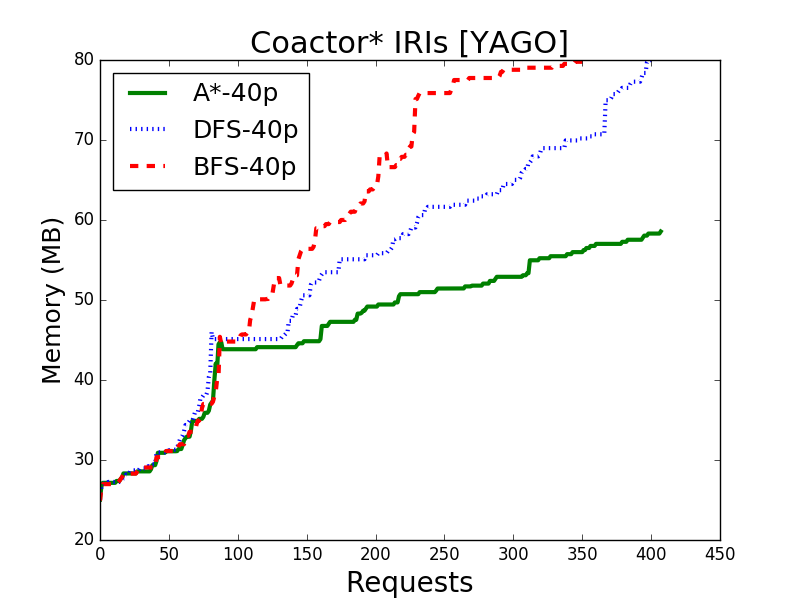 Coactor* IRIs [YAGO]
A*-40p
DFS-40p
BFS-40p
Memory (MB)
80
70
60
50
40
30
20
0 50 100 150 200 250 300 350 400 450
Requests